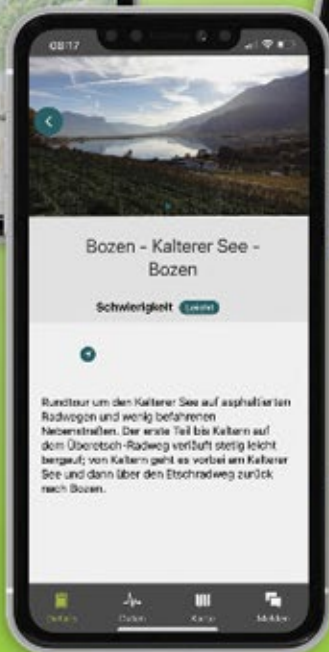 08:17
Bozen - Kalterer See -
Bozen
Schwierigkeit Leicht
Rundtour um den Kalterer See auf asphaltierten
Radwegen und wenig befahrenen
Nebenstraßen. Der erste Teil bis Kaltern auf
dem Überetsch-Radweg verläuft stetig leicht
bergauf; von Kaltern geht es vorbei am Kalterer
See und dann über den Etschradweg zurück
nach Bozen.
Details Daten Karte Melden